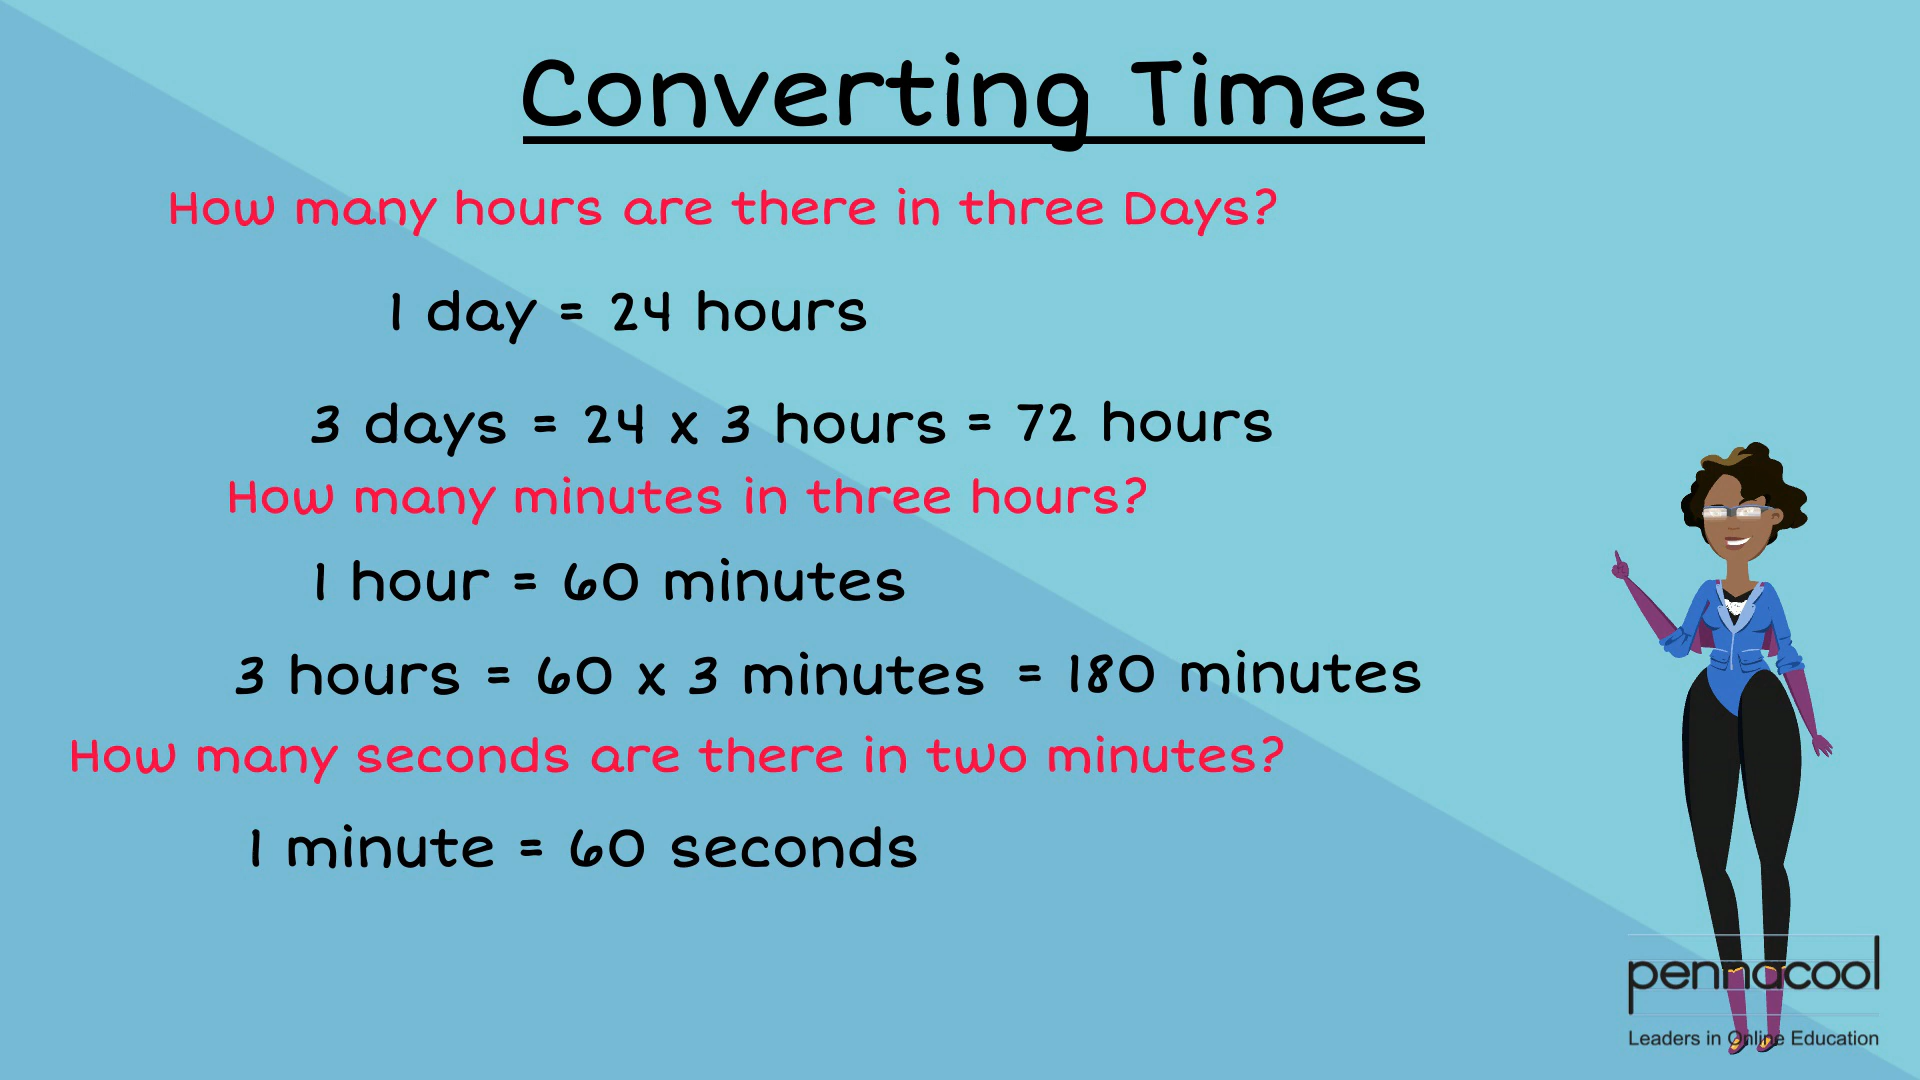 Converting Times
How many hours are there in three Days?
1 day = 24 hours
3 days = 24 x 3 hours = 72 hours
How many minutes in three hours?
1 hour = 60 minutes
3 hours = 60 x 3 minutes = 180 minutes
How many seconds are there in two minutes?
1 minute = 60 seconds
pennacool
Leaders in Online Education